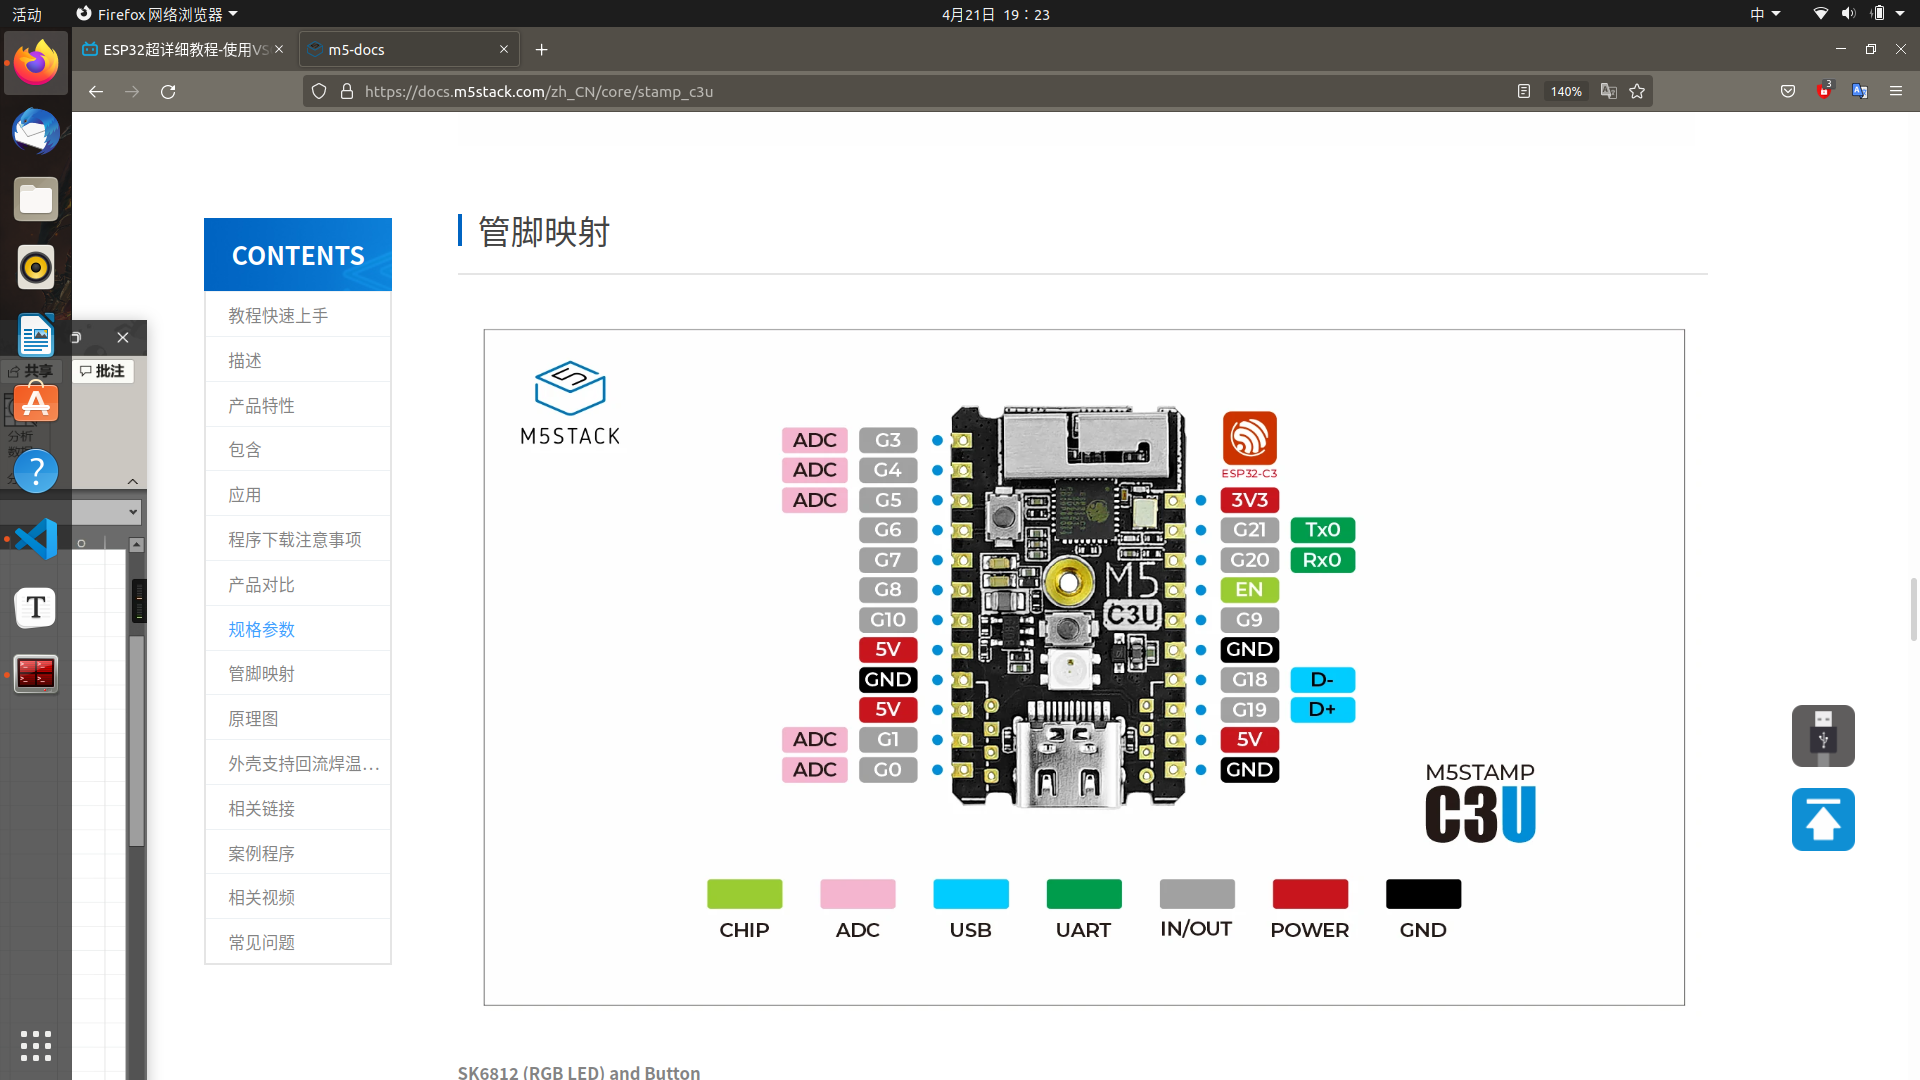 活动
Firefox 网络浏览器
4月21日 19：23
中
ESP32超详细教程-使用VS
m5-docs
https://docs.m5stack.com/zh_CN/core/stamp_c3u
140%
3
共享
批注
分析
CONTENTS
教程快速上手
描述
产品特性
包含
应用
程序下载注意事项
产品对比
规格参数
管脚映射
原理图
外壳支持回流焊温…
相关链接
案例程序
相关视频
常见问题
管脚映射
M5STACK
ADC G3
ADC G4
ADC G5
G6
G7
G8
G10
5V
GND
5V
ADC G1
ADC G0
M5
C3U
ESP32-C3
3V3
G21 Tx0
G20 Rx0
EN
G9
GND
G18 D-
G19 D+
5V
GND
M5STAMP
C3U
CHIP ADC USB UART IN/OUT POWER GND
SK6812 (RGB LED) and Button